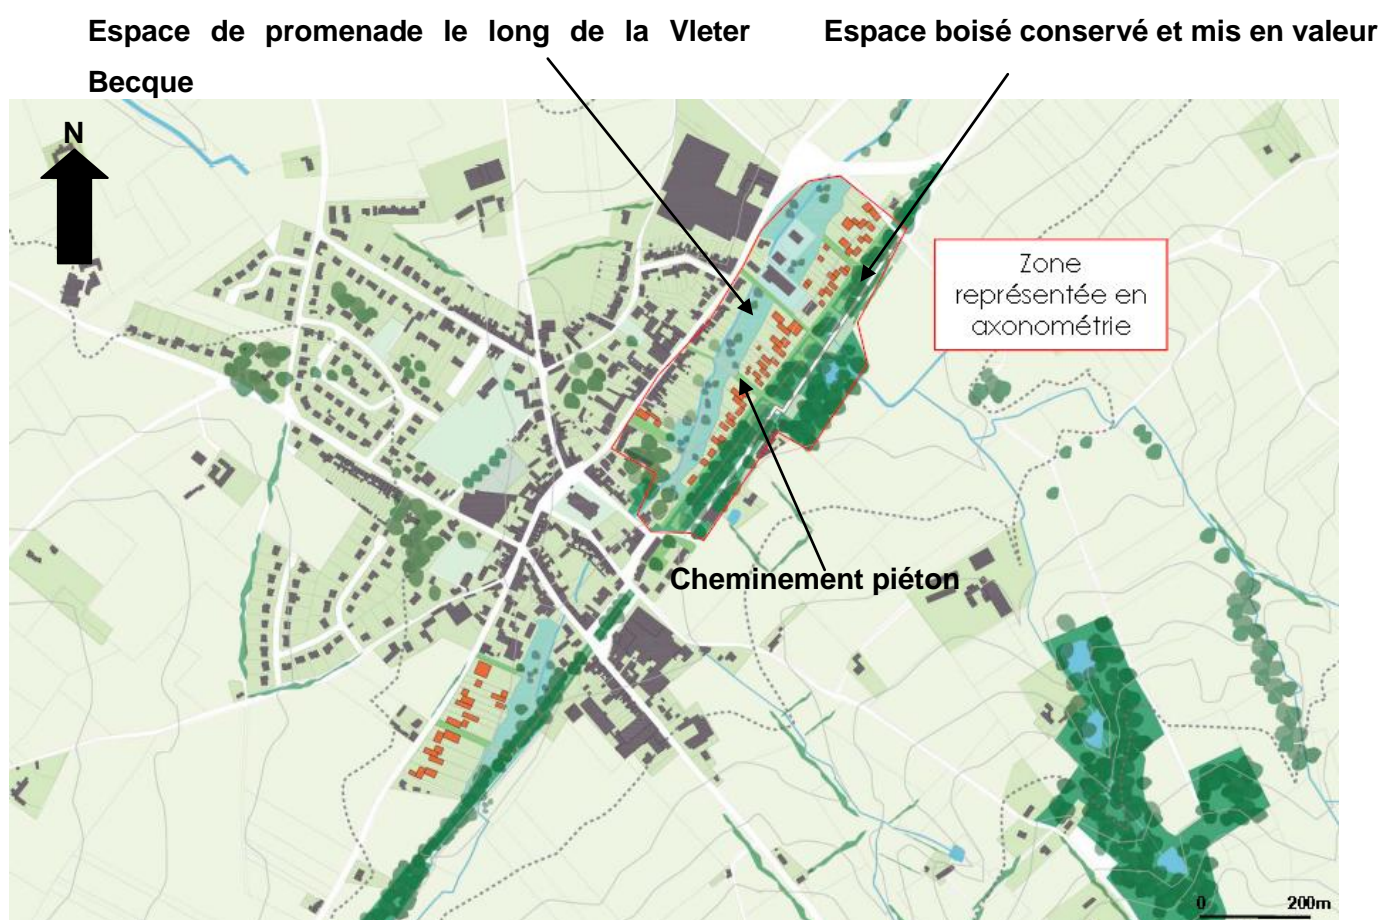 Espace de promenade le long de la Vleter
Becque
Espace boisé conservé et mis en valeur
N
Zone
représentée en
axonométrie
Cheminement piéton
0 200m